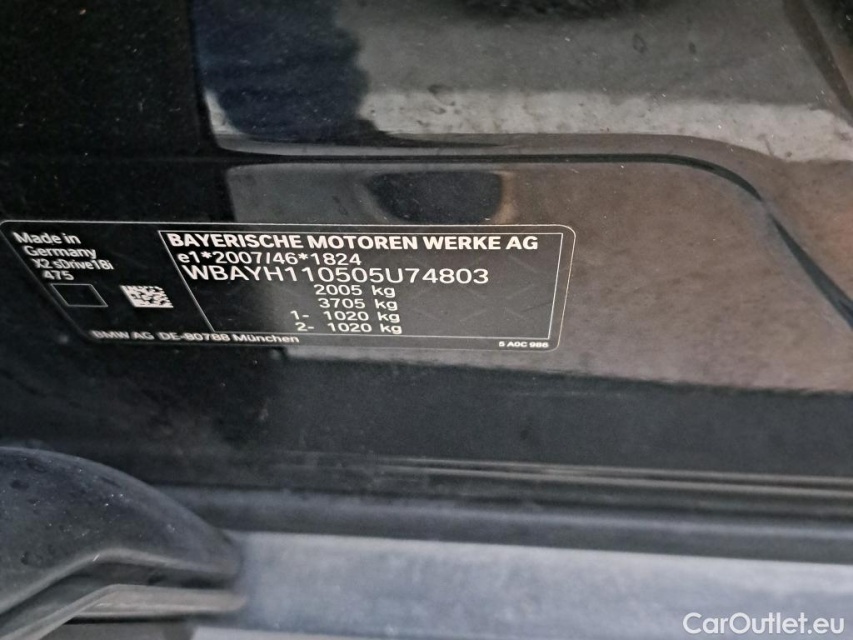 Made in
Germany
X2 sDrive18i
475
BAYERISCHE MOTOREN WERKE AG
e1*2007/46*1824
WBAYH110505U74803
2005 kg
3705 kg
1- 1020 kg
2- 1020 kg
BMW AG DE-80788 München
5 A0C 986
CarOutlet.eu